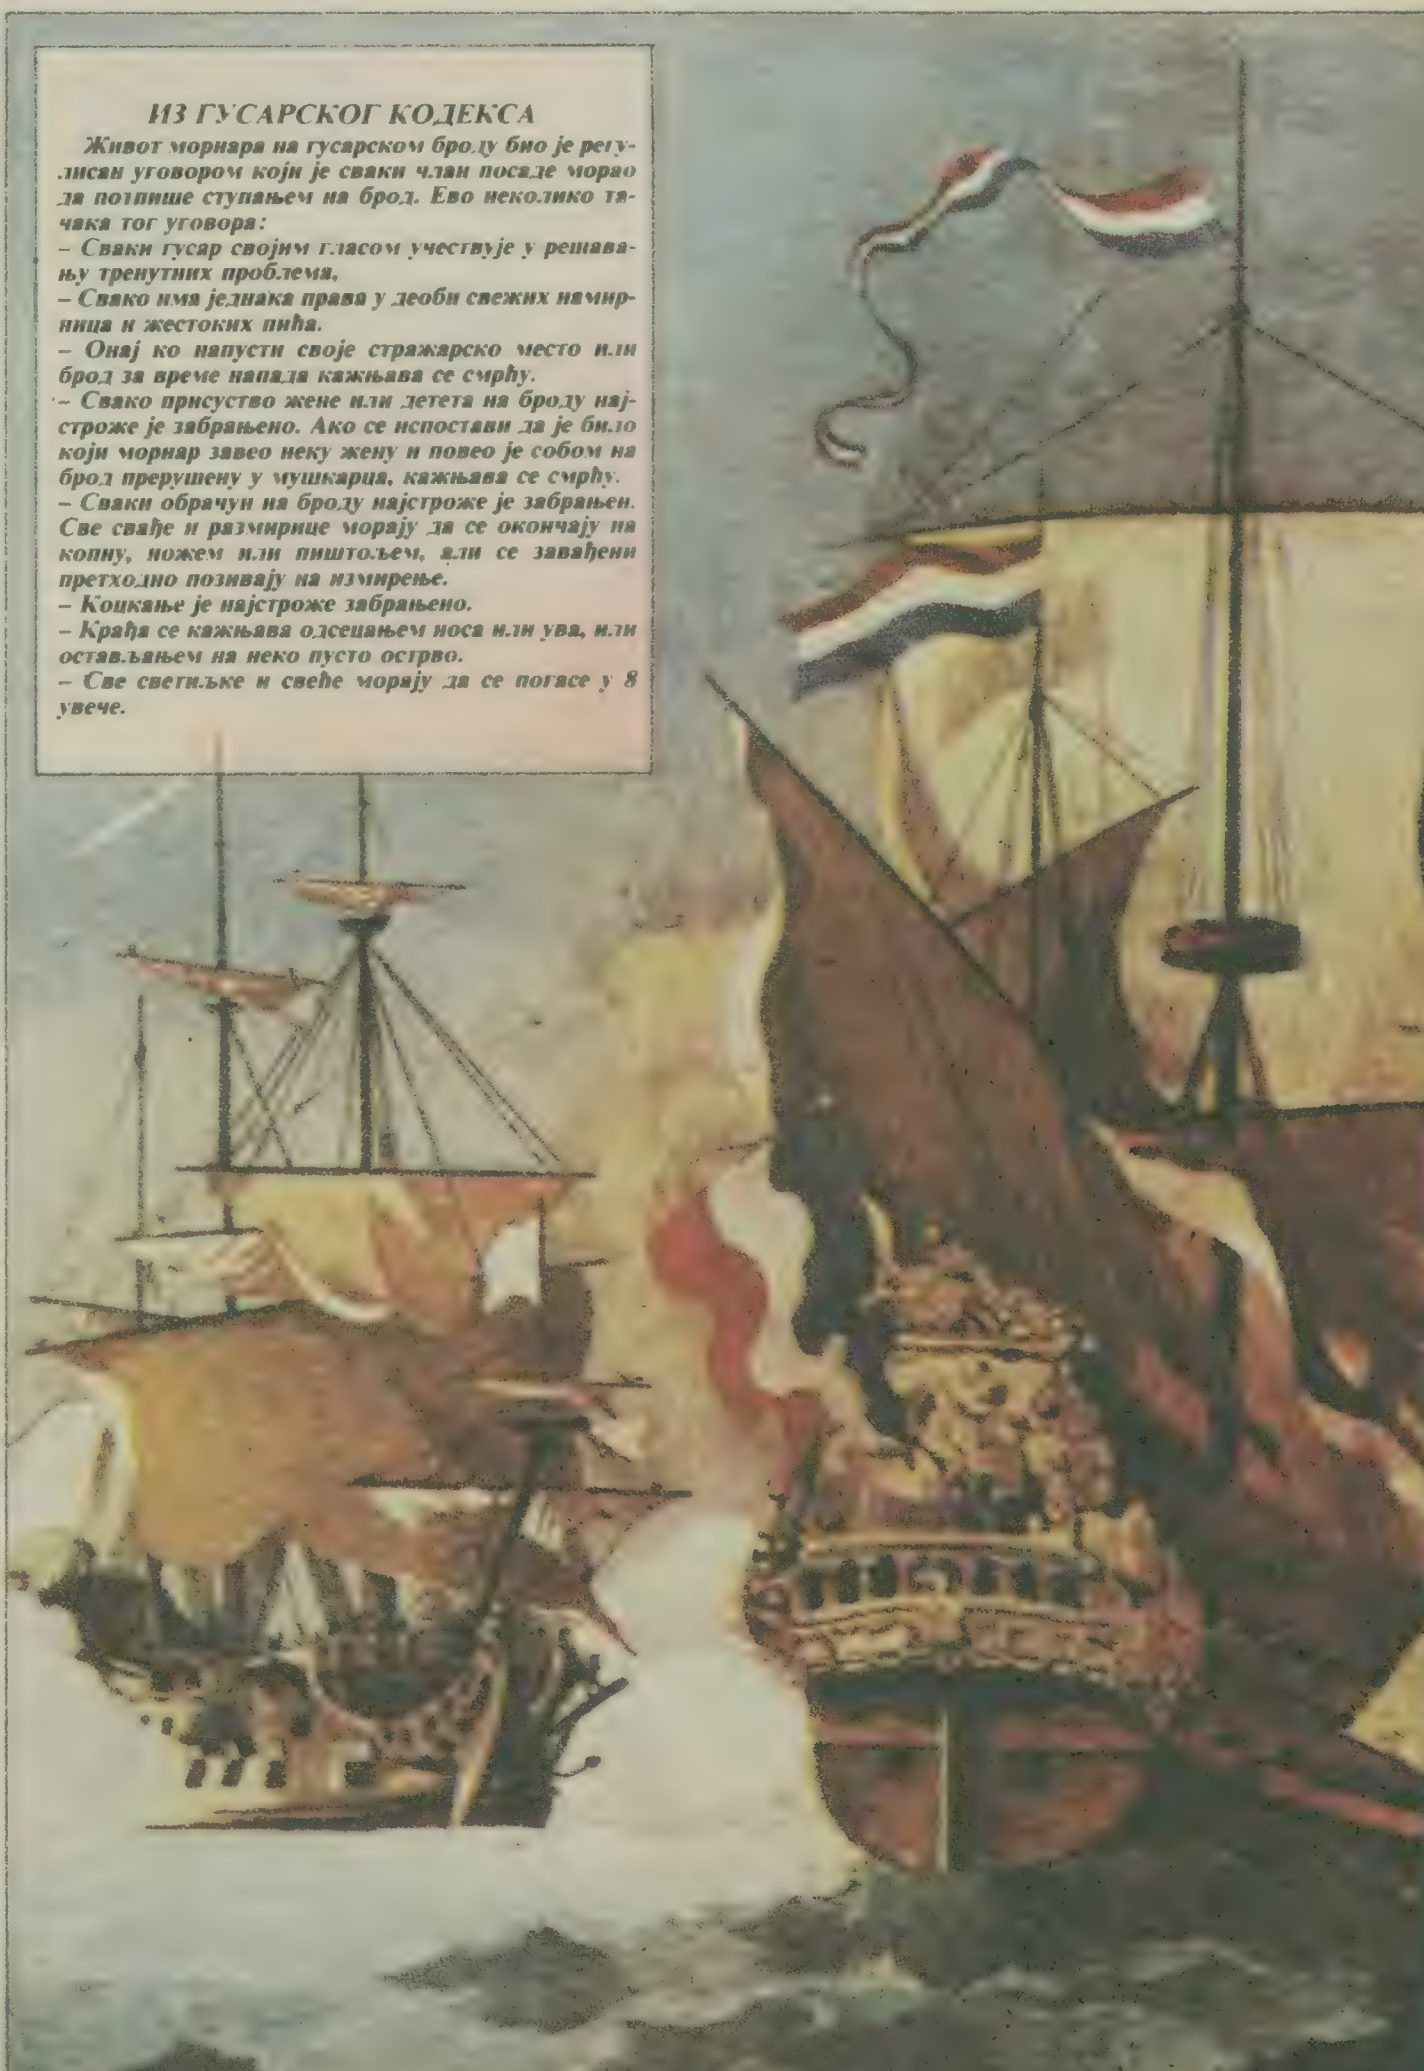 ИЗ ГУСАРСКОГ КОДЕКСА
Живот морнара на гусарском броду био је регу-
лисан уговором који је сваки члан посаде морао
да потпише ступањем на брод. Ево неколико та-
чака тог уговора:
– Сваки гусар својим гласом учествује у решава-
њу тренутних проблема,
– Свако има једнака права у деоби свежих намир-
ница и жестоких пића.
– Онај ко напусти своје стражарско место или
брод за време напада кажњава се смрћу.
– Свако присуство жене или детета на броду нај-
строже је забрањено. Ако се испостави да је било
који морнар завео неку жену и повео је собом на
брод прерушену у мушкарца, кажњава се смрћу.
– Сваки обрачун на броду најстроже је забрањен.
Све свађе и размирице морају да се окончају на
копну, ножем или пиштољем, али се завађени
претходно позивају на измирење.
– Коцкање је најстроже забрањено.
– Крађа се кажњава одсецањем носа или ува, или
остављањем на неко пусто острво.
– Све светиљке и свеће морају да се погасе у 8
увече.